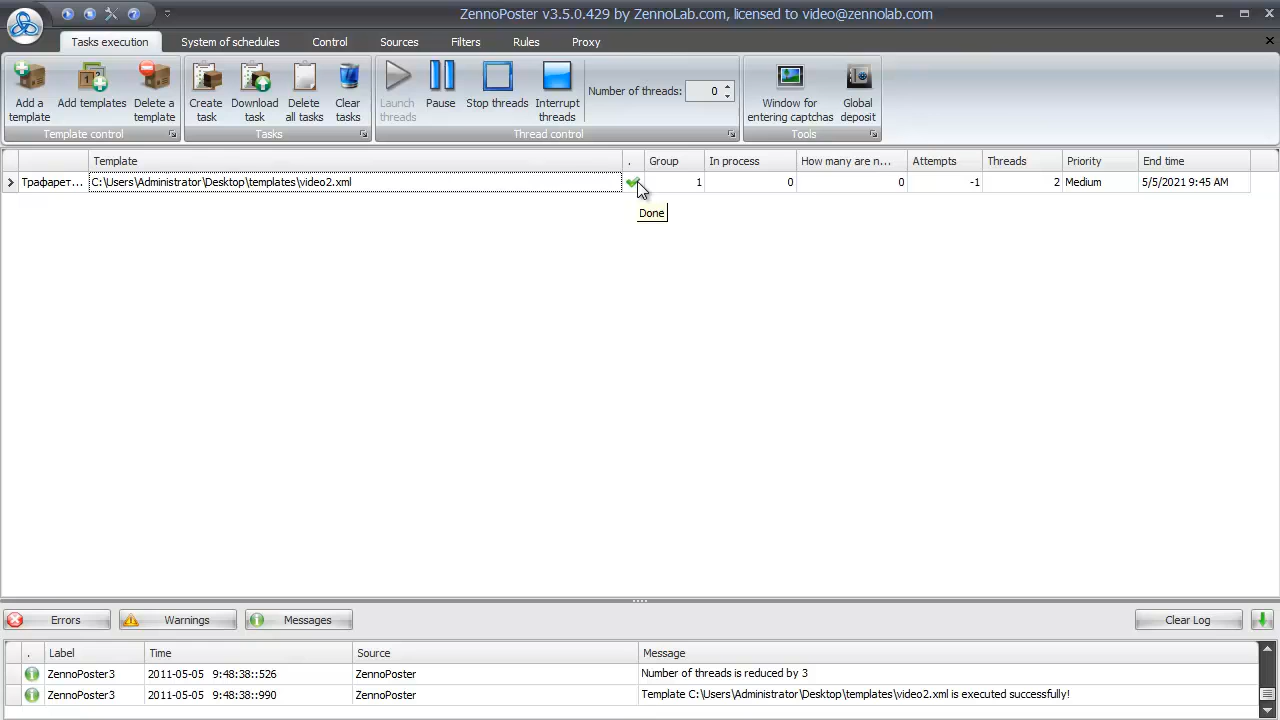 ZennoPoster v3.5.0.429 by ZennoLab.com, licensed to video@zennolab.com
Tasks execution System of schedules Control Sources Filters Rules Proxy
Add a template Add templates Delete a template Create task Download task Delete all tasks Clear tasks Launch threads Pause Stop threads Interrupt threads Number of threads: 0 Window for entering captchas Global deposit
Template control Tasks Thread control Tools
Template . Group In process How many are n... Attempts Threads Priority End time
Трафарет... C:\Users\Administrator\Desktop\templates\video2.xml 1 0 0 -1 2 Medium 5/5/2021 9:45 AM
Done
Errors Warnings Messages Clear Log
. Label Time Source Message
ZennoPoster3 2011-05-05 9:48:38::526 ZennoPoster Number of threads is reduced by 3
ZennoPoster3 2011-05-05 9:48:38::990 ZennoPoster Template C:\Users\Administrator\Desktop\templates\video2.xml is executed successfully!